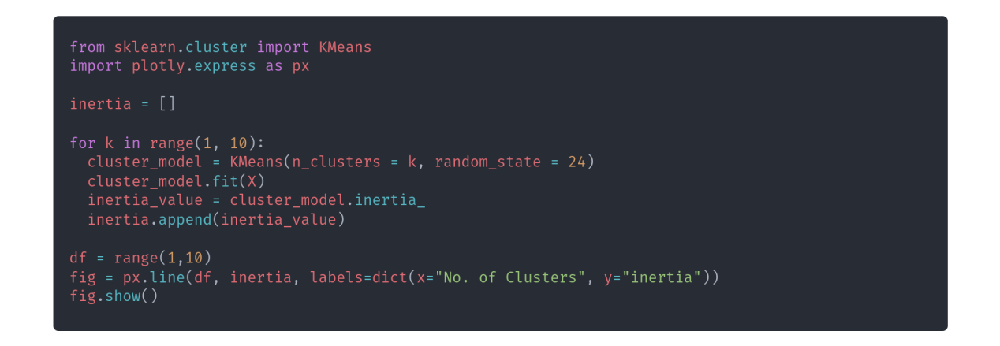 from sklearn.cluster import KMeans
import plotly.express as px
inertia = []
for k in range(1, 10):
  cluster_model = KMeans(n_clusters = k, random_state = 24)
  cluster_model.fit(X)
  inertia_value = cluster_model.inertia_
  inertia.append(inertia_value)
df = range(1,10)
fig = px.line(df, inertia, labels=dict(x="No. of Clusters", y="inertia"))
fig.show()